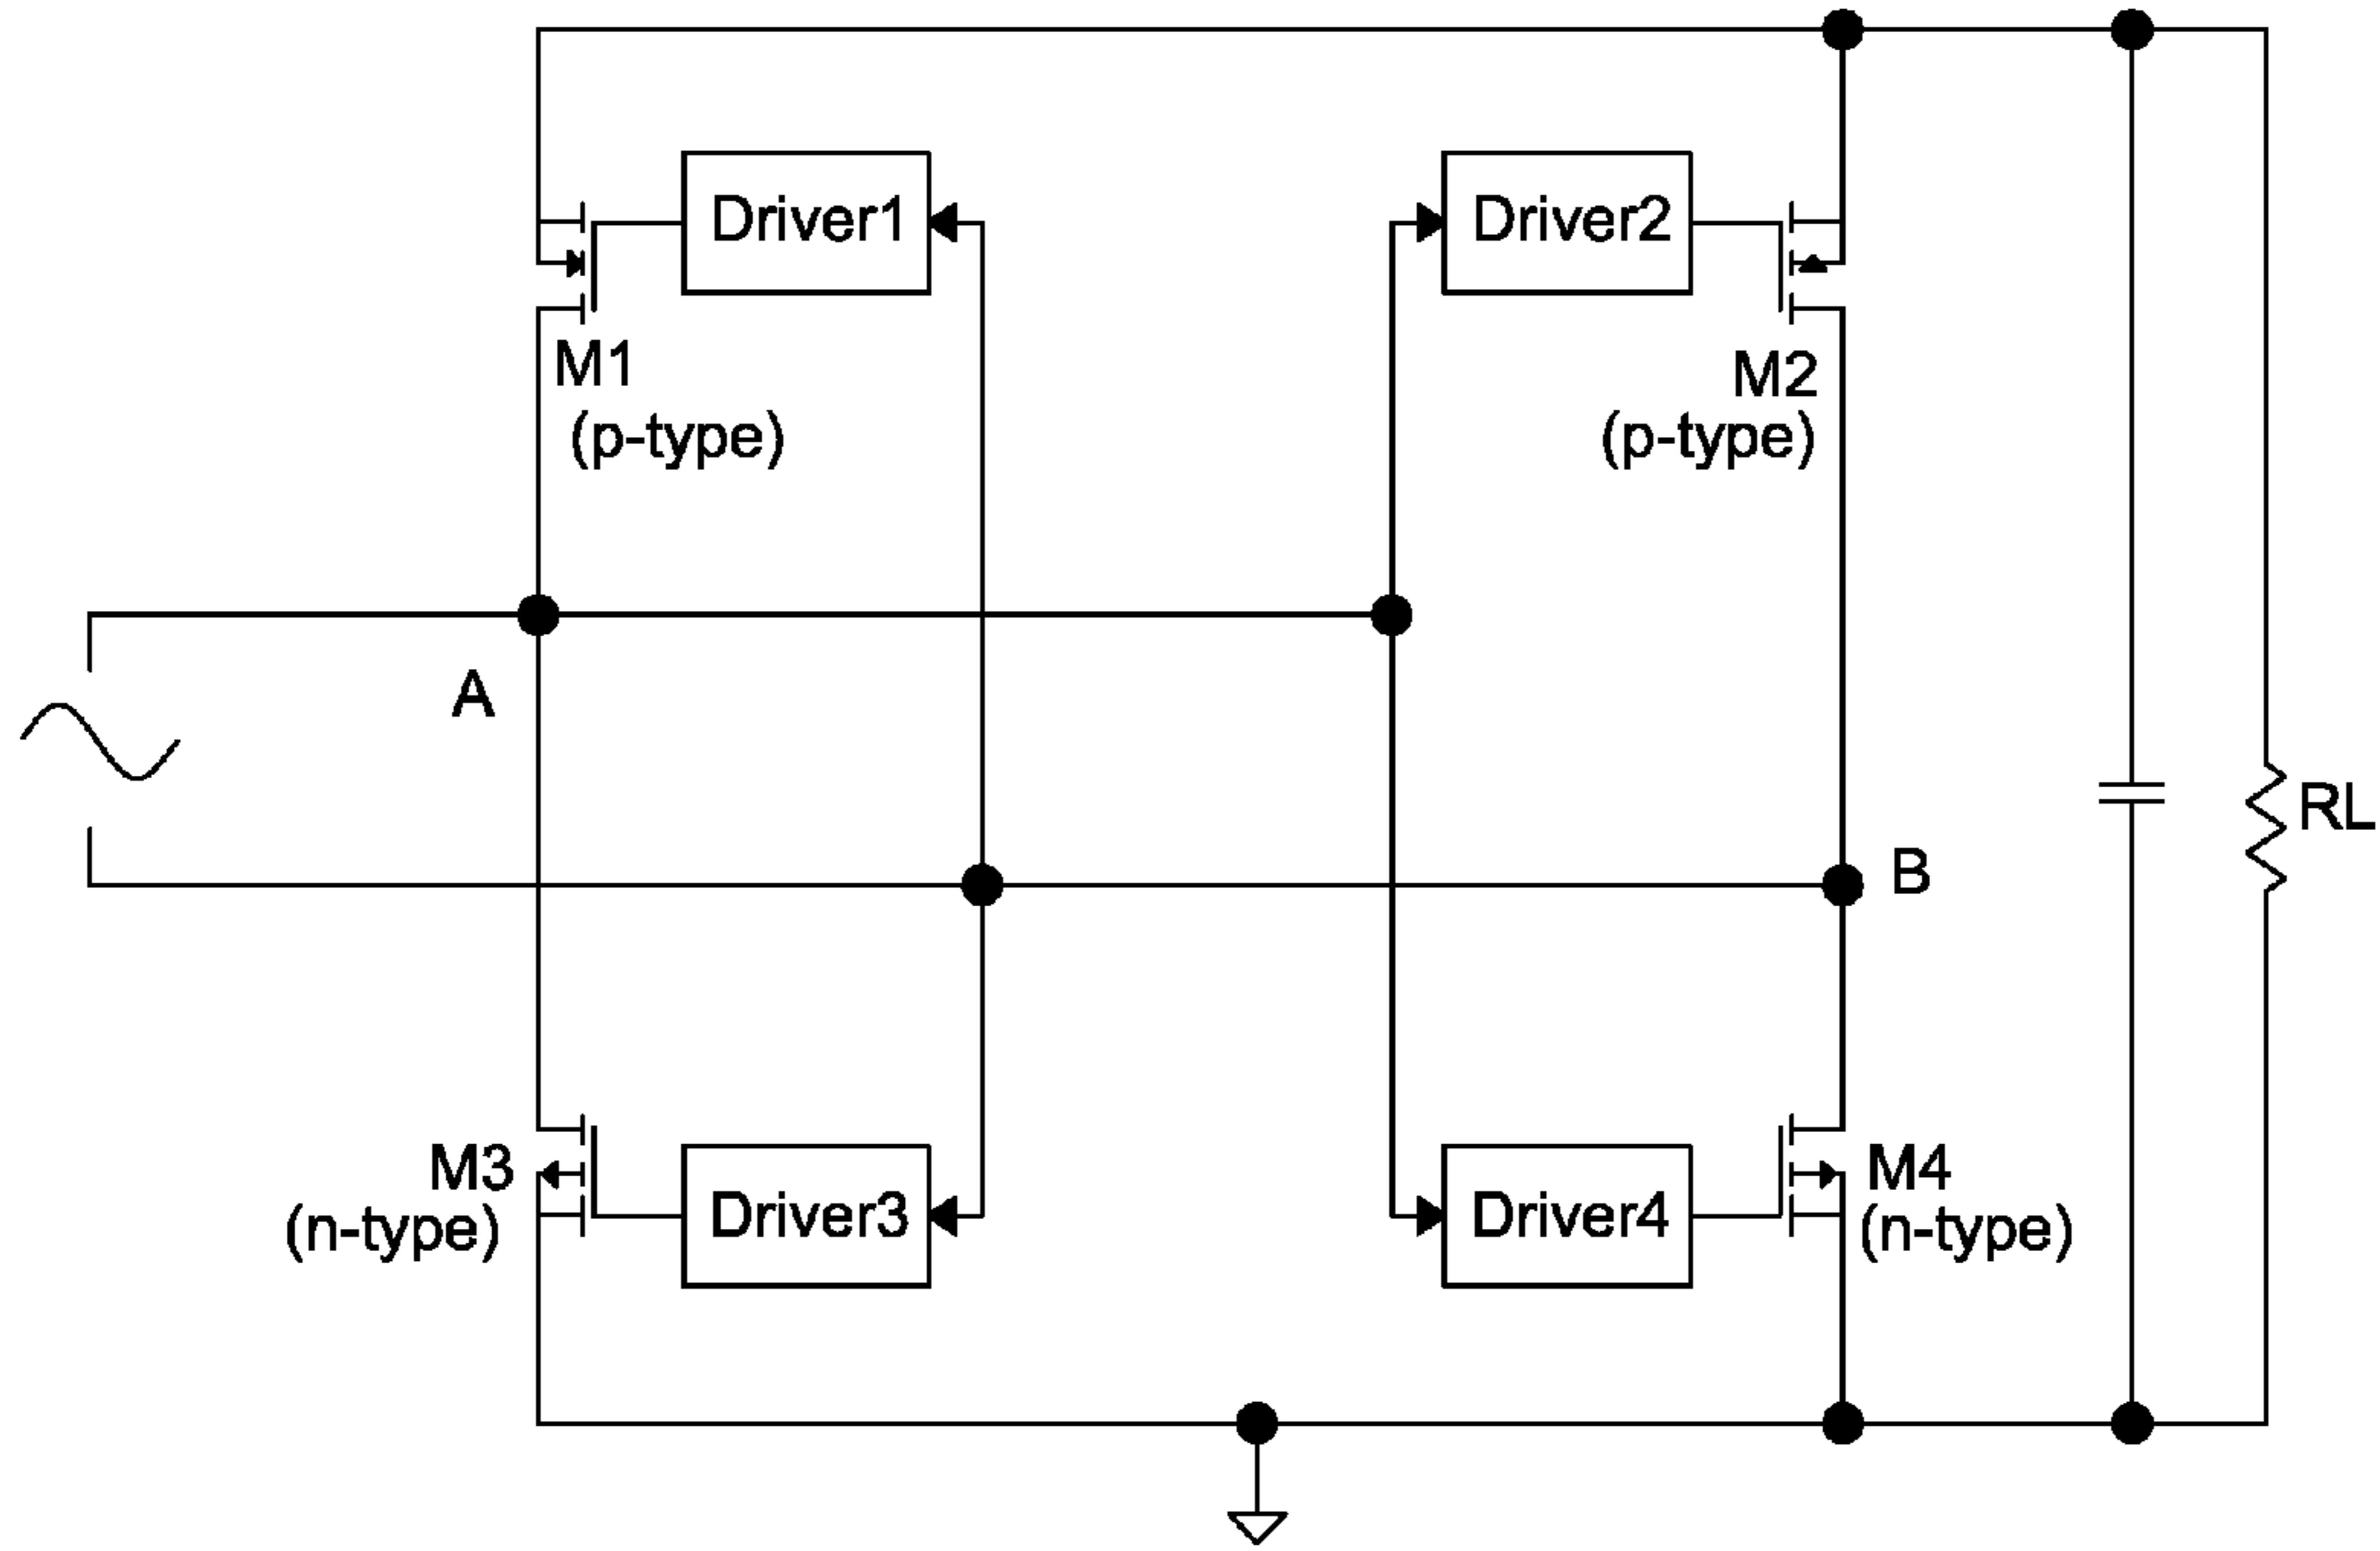 Driver1
Driver2
M1
(p-type)
M2
(p-type)
A
RL
B
M3
(n-type)
Driver3
Driver4
M4
(n-type)